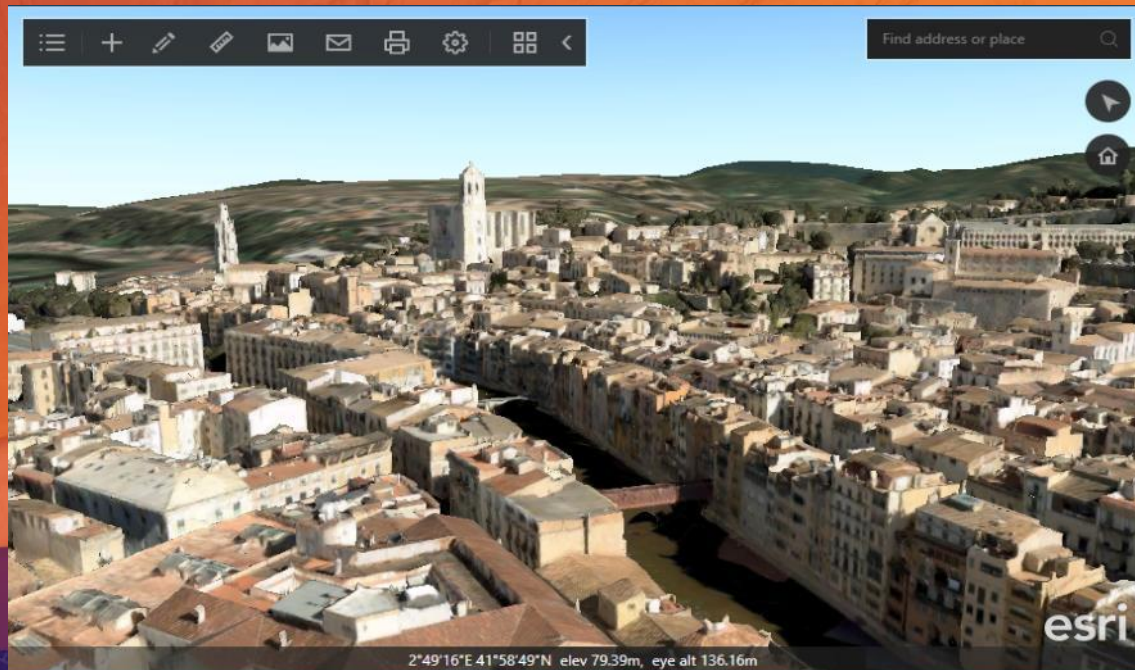 Find address or place
esri
2°49'16"E 41°58'49"N elev 79.39m, eye alt 136.16m